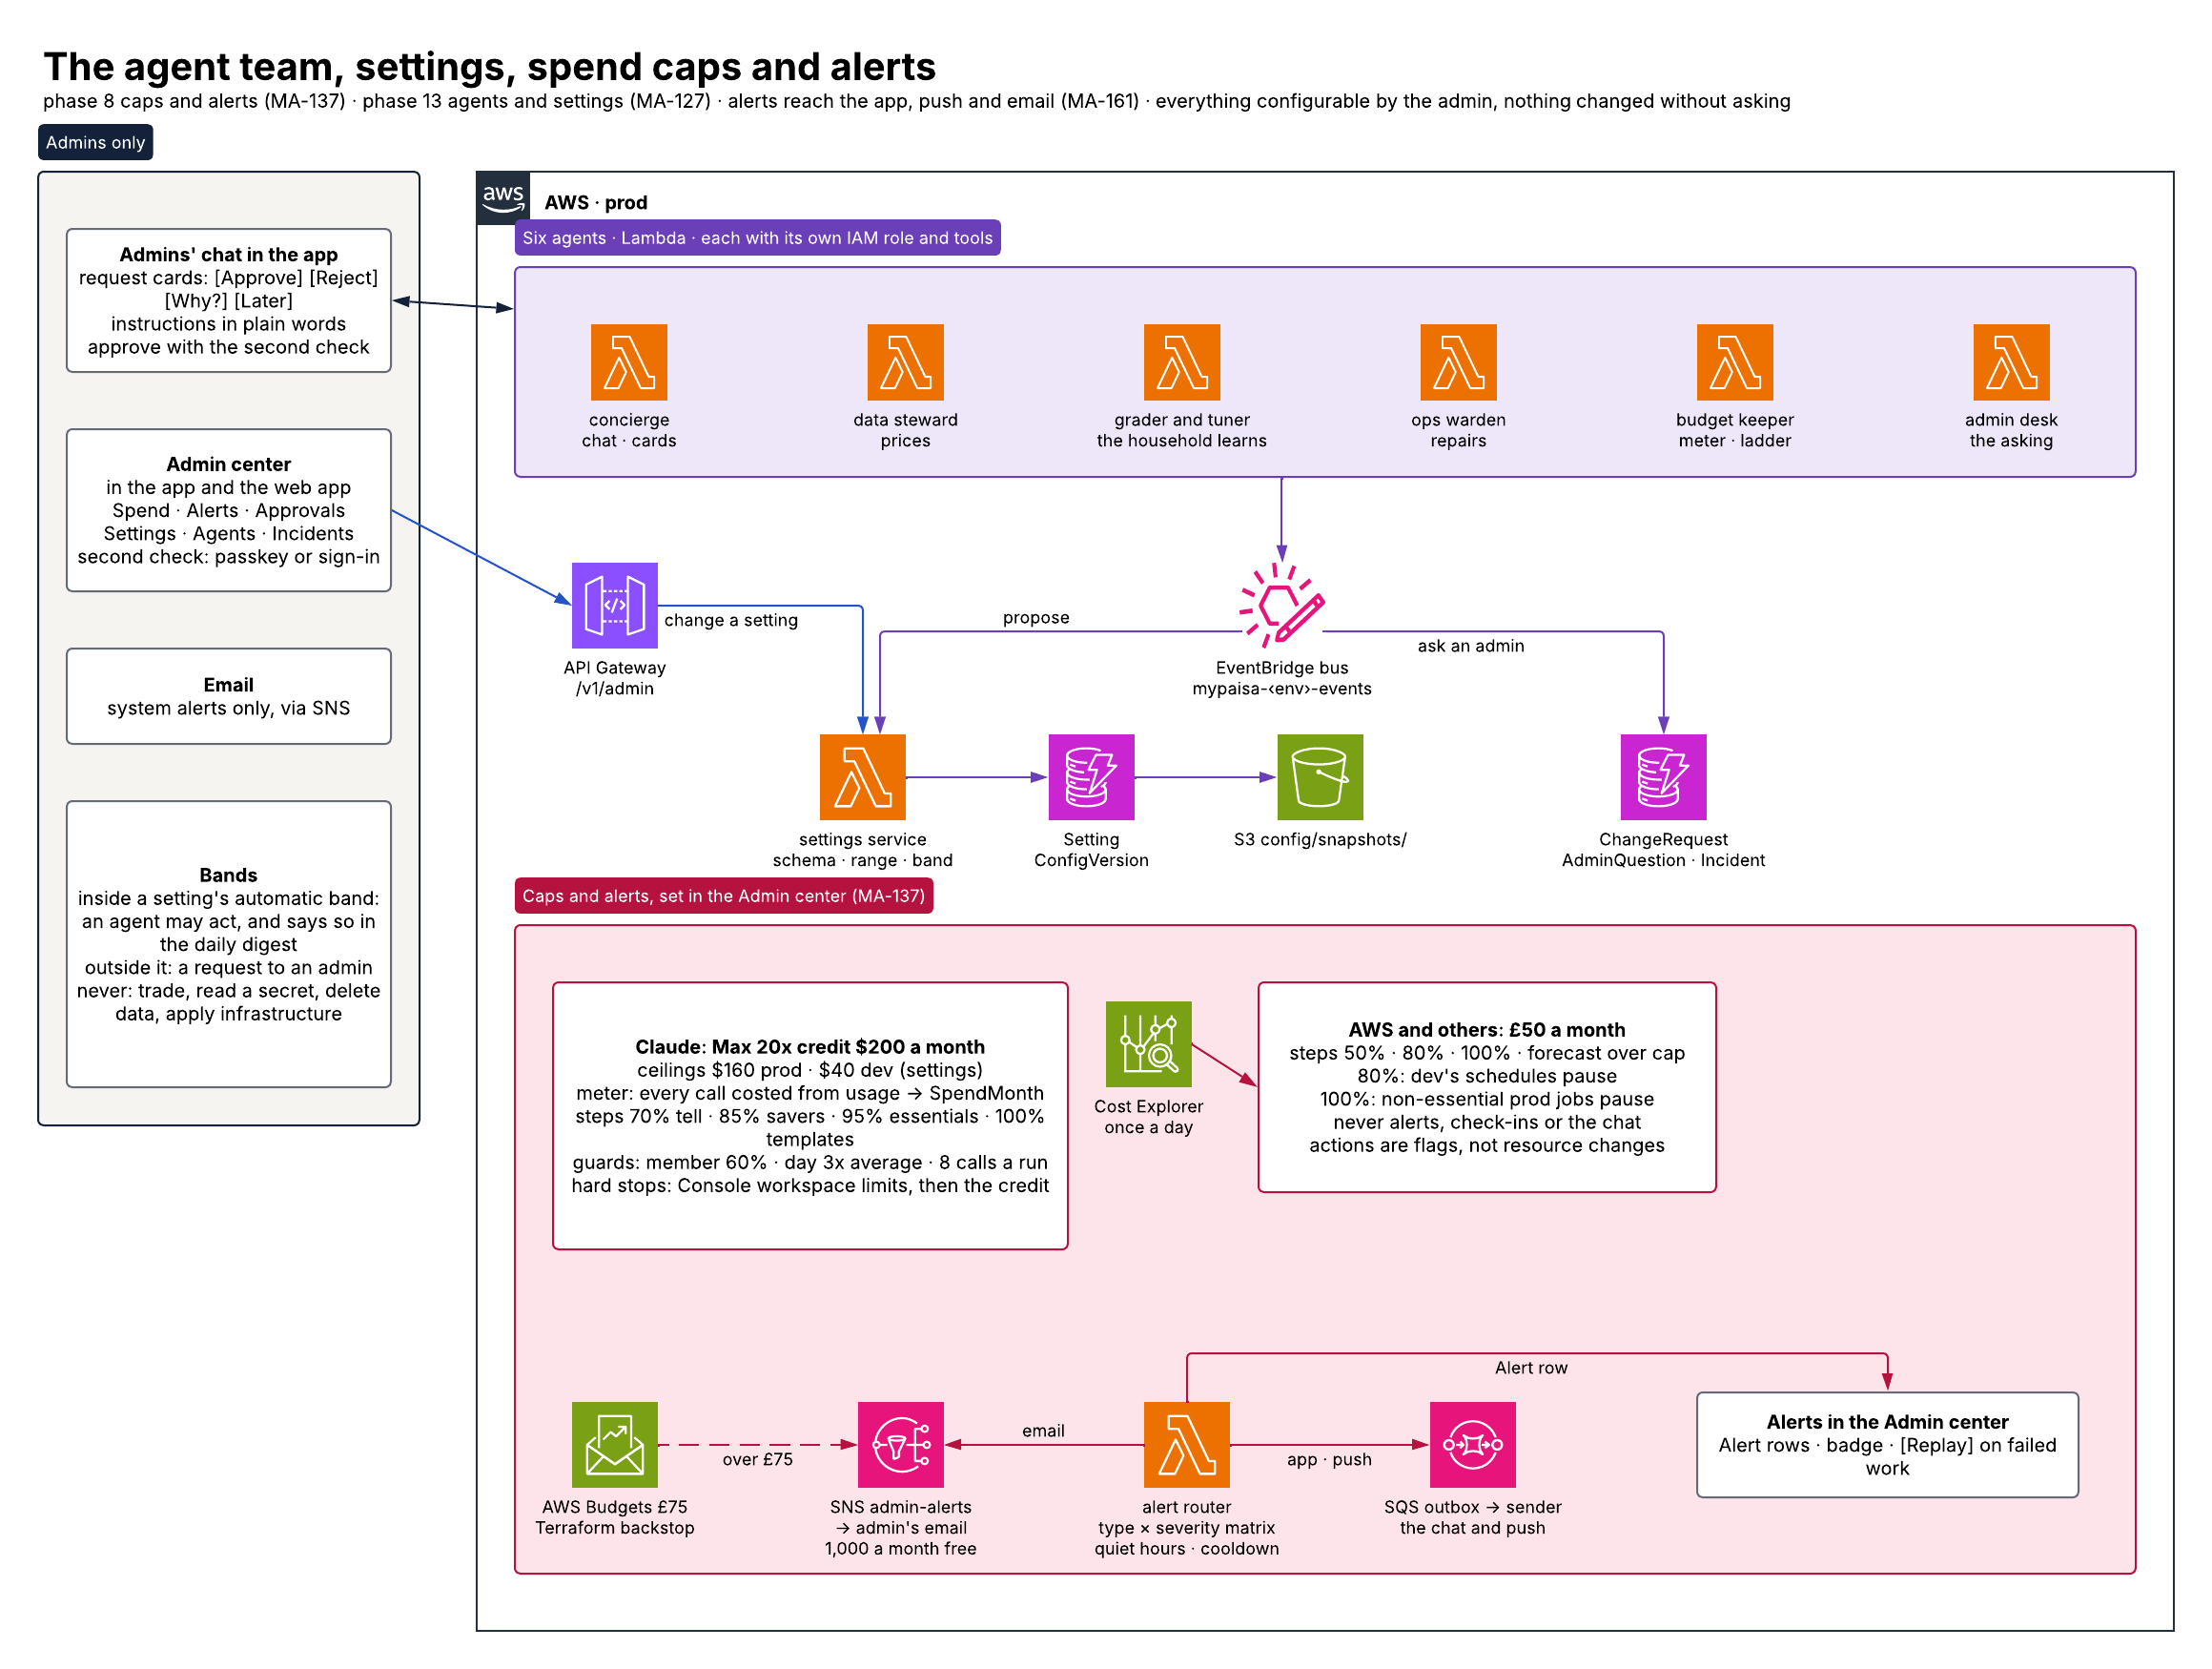 The agent team, settings, spend caps and alerts
phase 8 caps and alerts (MA-137) · phase 13 agents and settings (MA-127) · alerts reach the app, push and email (MA-161) · everything configurable by the admin, nothing changed without asking
Admins only
Admins' chat in the app
request cards: [Approve] [Reject]
[Why?] [Later]
instructions in plain words
approve with the second check
Admin center
in the app and the web app
Spend · Alerts · Approvals
Settings · Agents · Incidents
second check: passkey or sign-in
Email
system alerts only, via SNS
Bands
inside a setting's automatic band:
an agent may act, and says so in
the daily digest
outside it: a request to an admin
never: trade, read a secret, delete
data, apply infrastructure
aws
AWS · prod
Six agents · Lambda · each with its own IAM role and tools
concierge
chat · cards
data steward
prices
grader and tuner
the household learns
ops warden
repairs
budget keeper
meter · ladder
admin desk
the asking
API Gateway
/v1/admin
change a setting
propose
EventBridge bus
mypaisa-‹env›-events
ask an admin
settings service
schema · range · band
Setting
ConfigVersion
S3 config/snapshots/
ChangeRequest
AdminQuestion · Incident
Caps and alerts, set in the Admin center (MA-137)
Claude: Max 20x credit $200 a month
ceilings $160 prod · $40 dev (settings)
meter: every call costed from usage → SpendMonth
steps 70% tell · 85% savers · 95% essentials · 100%
templates
guards: member 60% · day 3x average · 8 calls a run
hard stops: Console workspace limits, then the credit
Cost Explorer
once a day
AWS and others: £50 a month
steps 50% · 80% · 100% · forecast over cap
80%: dev's schedules pause
100%: non-essential prod jobs pause
never alerts, check-ins or the chat
actions are flags, not resource changes
Alert row
AWS Budgets £75
Terraform backstop
over £75
SNS admin-alerts
→ admin's email
1,000 a month free
email
alert router
type × severity matrix
quiet hours · cooldown
app · push
SQS outbox → sender
the chat and push
Alerts in the Admin center
Alert rows · badge · [Replay] on failed
work